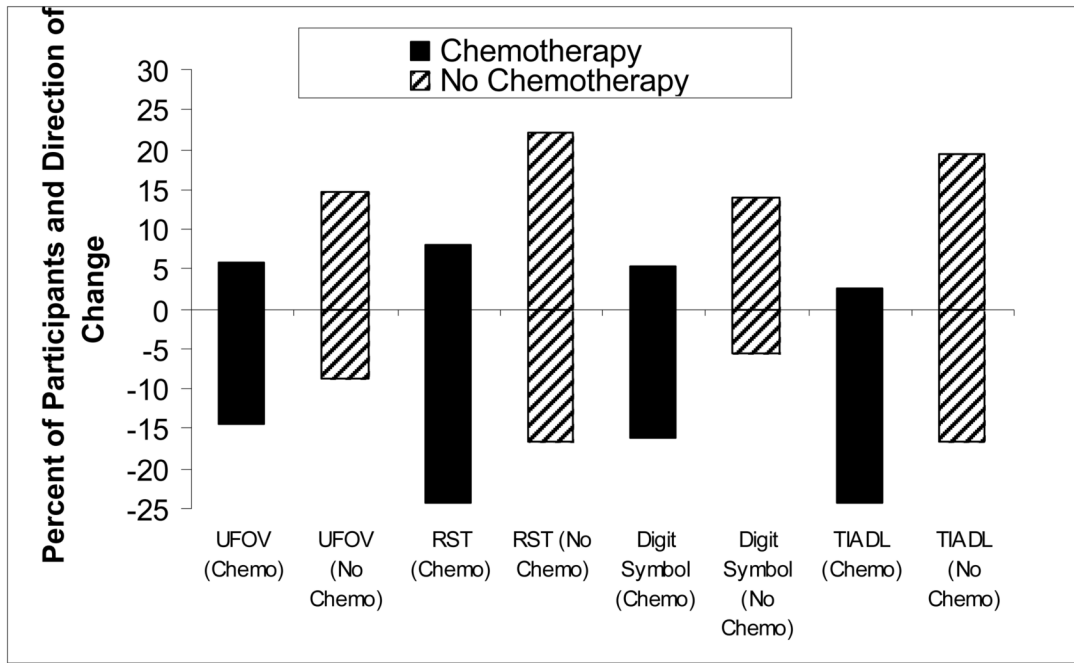 Percent of Participants and Direction of
Change
Chemotherapy
No Chemotherapy
30
25
20
15
10
5
0
-5
-10
-15
-20
-25
UFOV
(Chemo)
UFOV
(No
Chemo)
RST
(Chemo)
RST (No
Chemo)
Digit
Symbol
(Chemo)
Digit
Symbol
(No
Chemo)
TIADL
(Chemo)
TIADL
(No
Chemo)